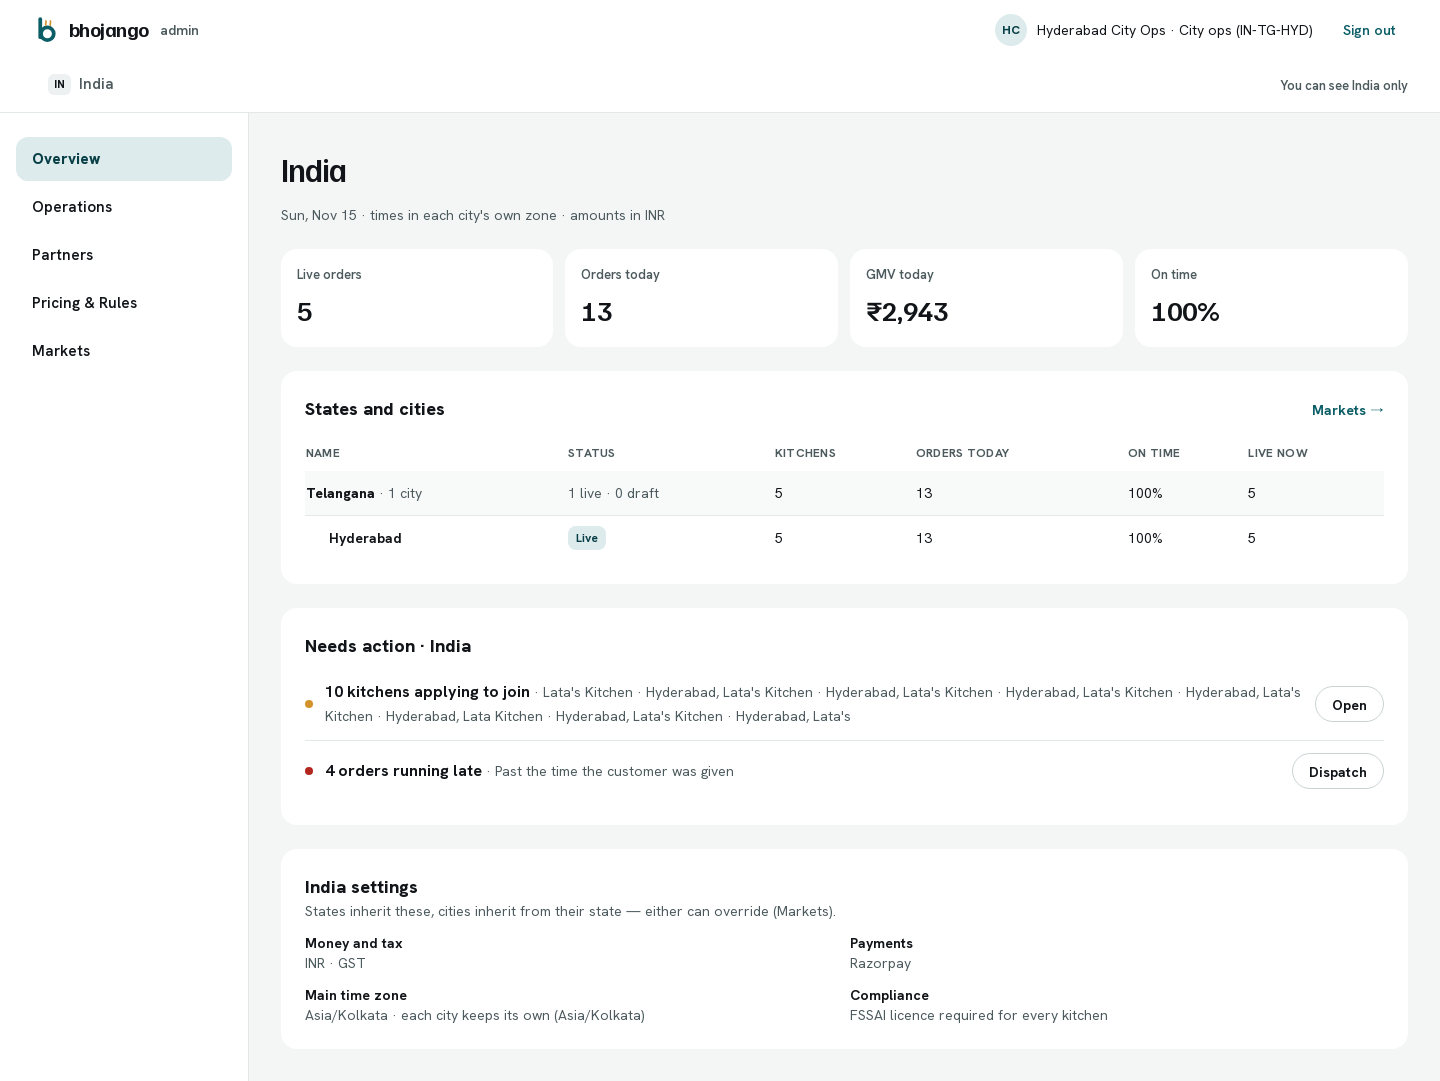 bhojango admin
HC Hyderabad City Ops · City ops (IN-TG-HYD) Sign out
IN India
You can see India only
Overview
Operations
Partners
Pricing & Rules
Markets
India
Sun, Nov 15 · times in each city's own zone · amounts in INR
Live orders
5
Orders today
13
GMV today
₹2,943
On time
100%
States and cities
Markets →
NAME STATUS KITCHENS ORDERS TODAY ON TIME LIVE NOW
Telangana · 1 city 1 live · 0 draft 5 13 100% 5
Hyderabad Live 5 13 100% 5
Needs action · India
10 kitchens applying to join · Lata's Kitchen · Hyderabad, Lata's Kitchen · Hyderabad, Lata's Kitchen · Hyderabad, Lata's Kitchen · Hyderabad, Lata's
Kitchen · Hyderabad, Lata Kitchen · Hyderabad, Lata's Kitchen · Hyderabad, Lata's
Open
4 orders running late · Past the time the customer was given
Dispatch
India settings
States inherit these, cities inherit from their state — either can override (Markets).
Money and tax
INR · GST
Payments
Razorpay
Main time zone
Asia/Kolkata · each city keeps its own (Asia/Kolkata)
Compliance
FSSAI licence required for every kitchen